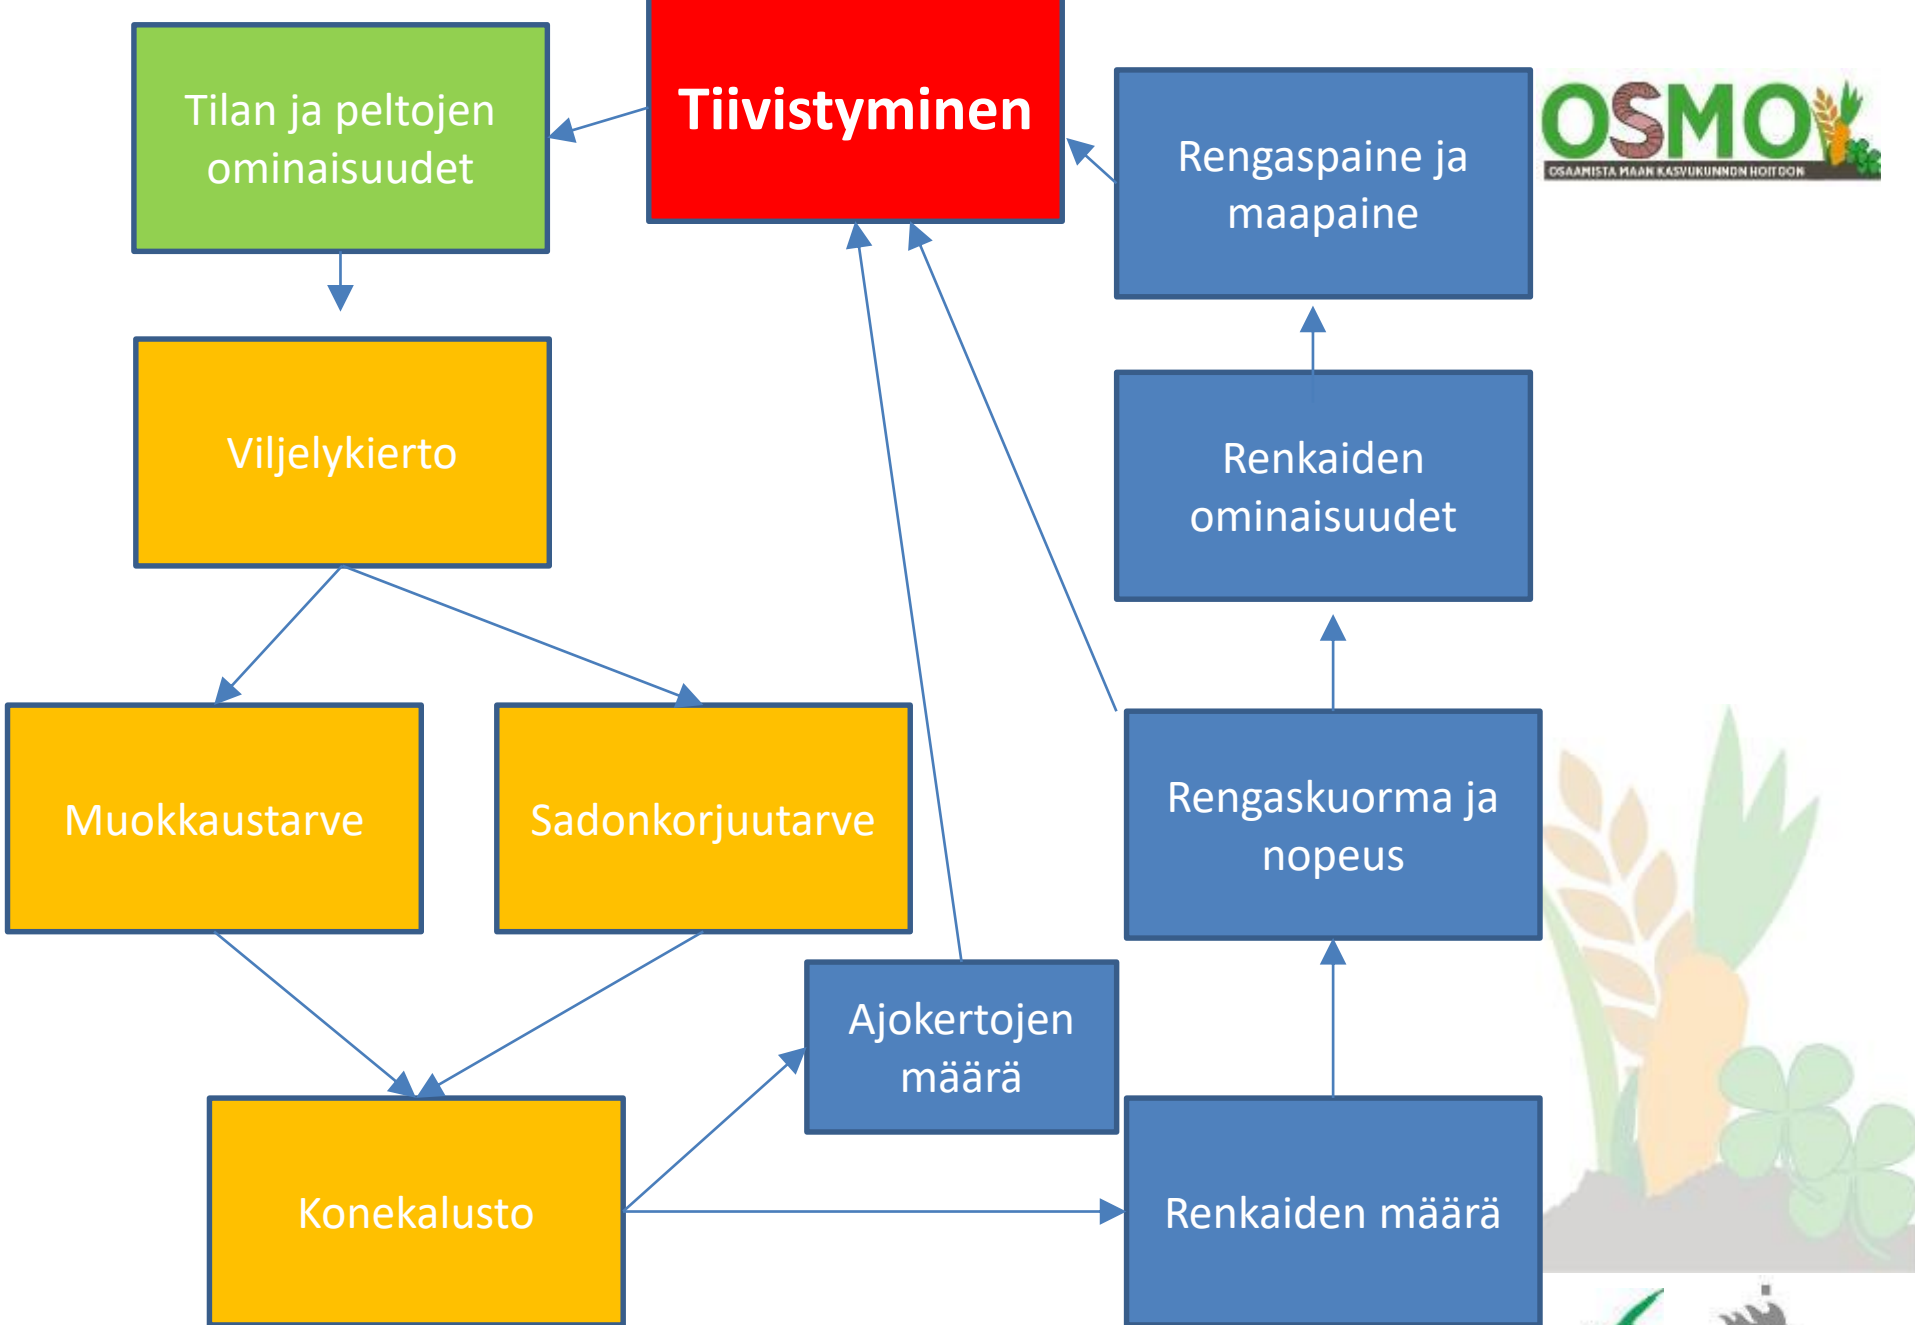 Tilan ja peltojen
ominaisuudet
Tiivistyminen
Rengaspaine ja
maapaine
OSMO
OSAAMISTA MAAN KASVUKUNNON HOITOON
Viljelykierto
Renkaiden
ominaisuudet
Muokkaustarve
Sadonkorjuutarve
Rengaskuorma ja
nopeus
Ajokertojen
määrä
Konekalusto
Renkaiden määrä